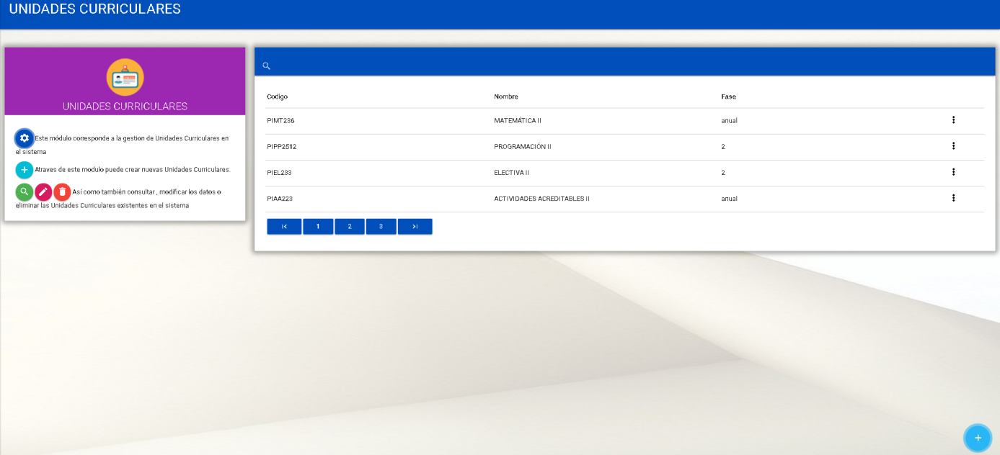 UNIDADES CURRICULARES
UNIDADES CURRICULARES
Este módulo corresponde a la gestion de Unidades Curriculares en
el sistema
Atraves de este modulo puede crear nuevas Unidades Curriculares.
Así como también consultar , modificar los datos o
eliminar las Unidades Curriculares existentes en el sistema
Codigo Nombre Fase
PIMT236 MATEMÁTICA II anual
PIPP2512 PROGRAMACIÓN II 2
PIEL233 ELECTIVA II 2
PIAA223 ACTIVIDADES ACREDITABLES II anual
1 2 3